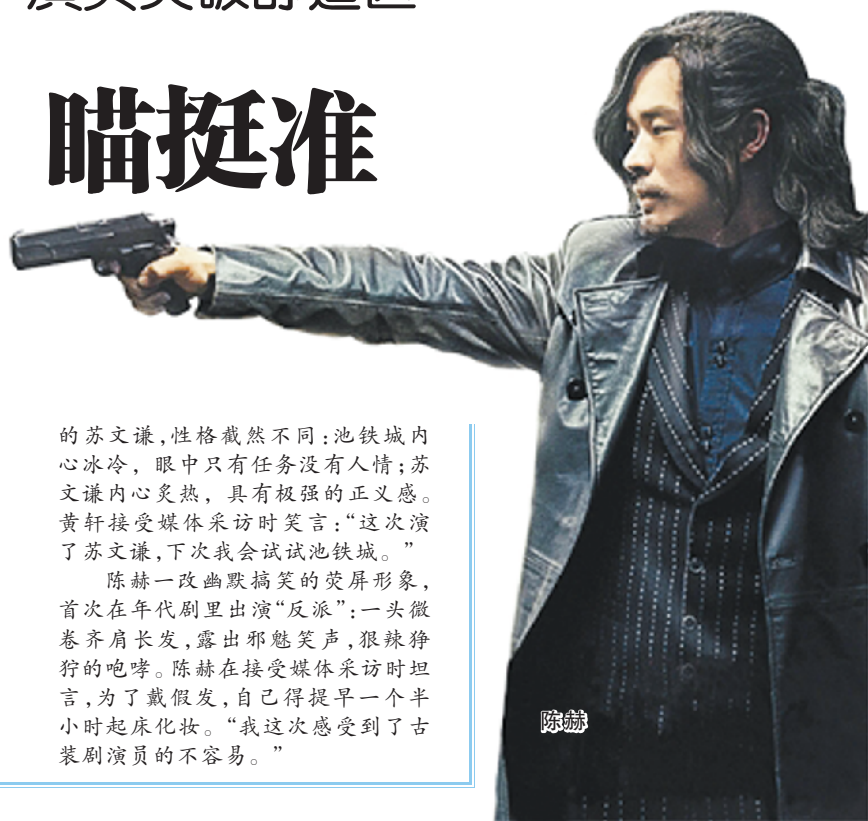 瞄挺准
的苏文谦,性格截然不同:池铁城内
心冰冷，眼中只有任务没有人情;苏
文谦内心炙热，具有极强的正义感。
黄轩接受媒体采访时笑言:“这次演
了苏文谦,下次我会试试池铁城。”
陈赫一改幽默搞笑的荧屏形象,
首次在年代剧里出演“反派”:一头微
卷齐肩长发,露出邪魅笑声,狠辣狰
狞的咆哮。陈赫在接受媒体采访时坦
言,为了戴假发,自己得提早一个半
小时起床化妆。“我这次感受到了古
装剧演员的不容易。”
陈赫